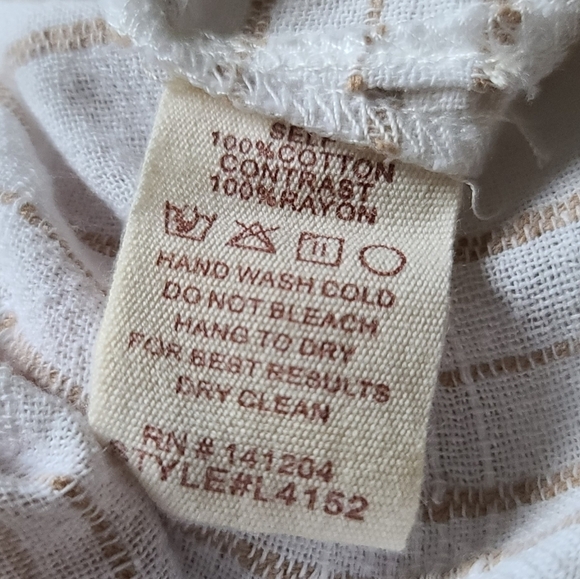 SELF
100%COTTON
CONTRAST
100%RAYON
HAND WASH COLD
DO NOT BLEACH
HANG TO DRY
FOR BEST RESULTS
DRY CLEAN
RN # 141204
STYLE#L4152